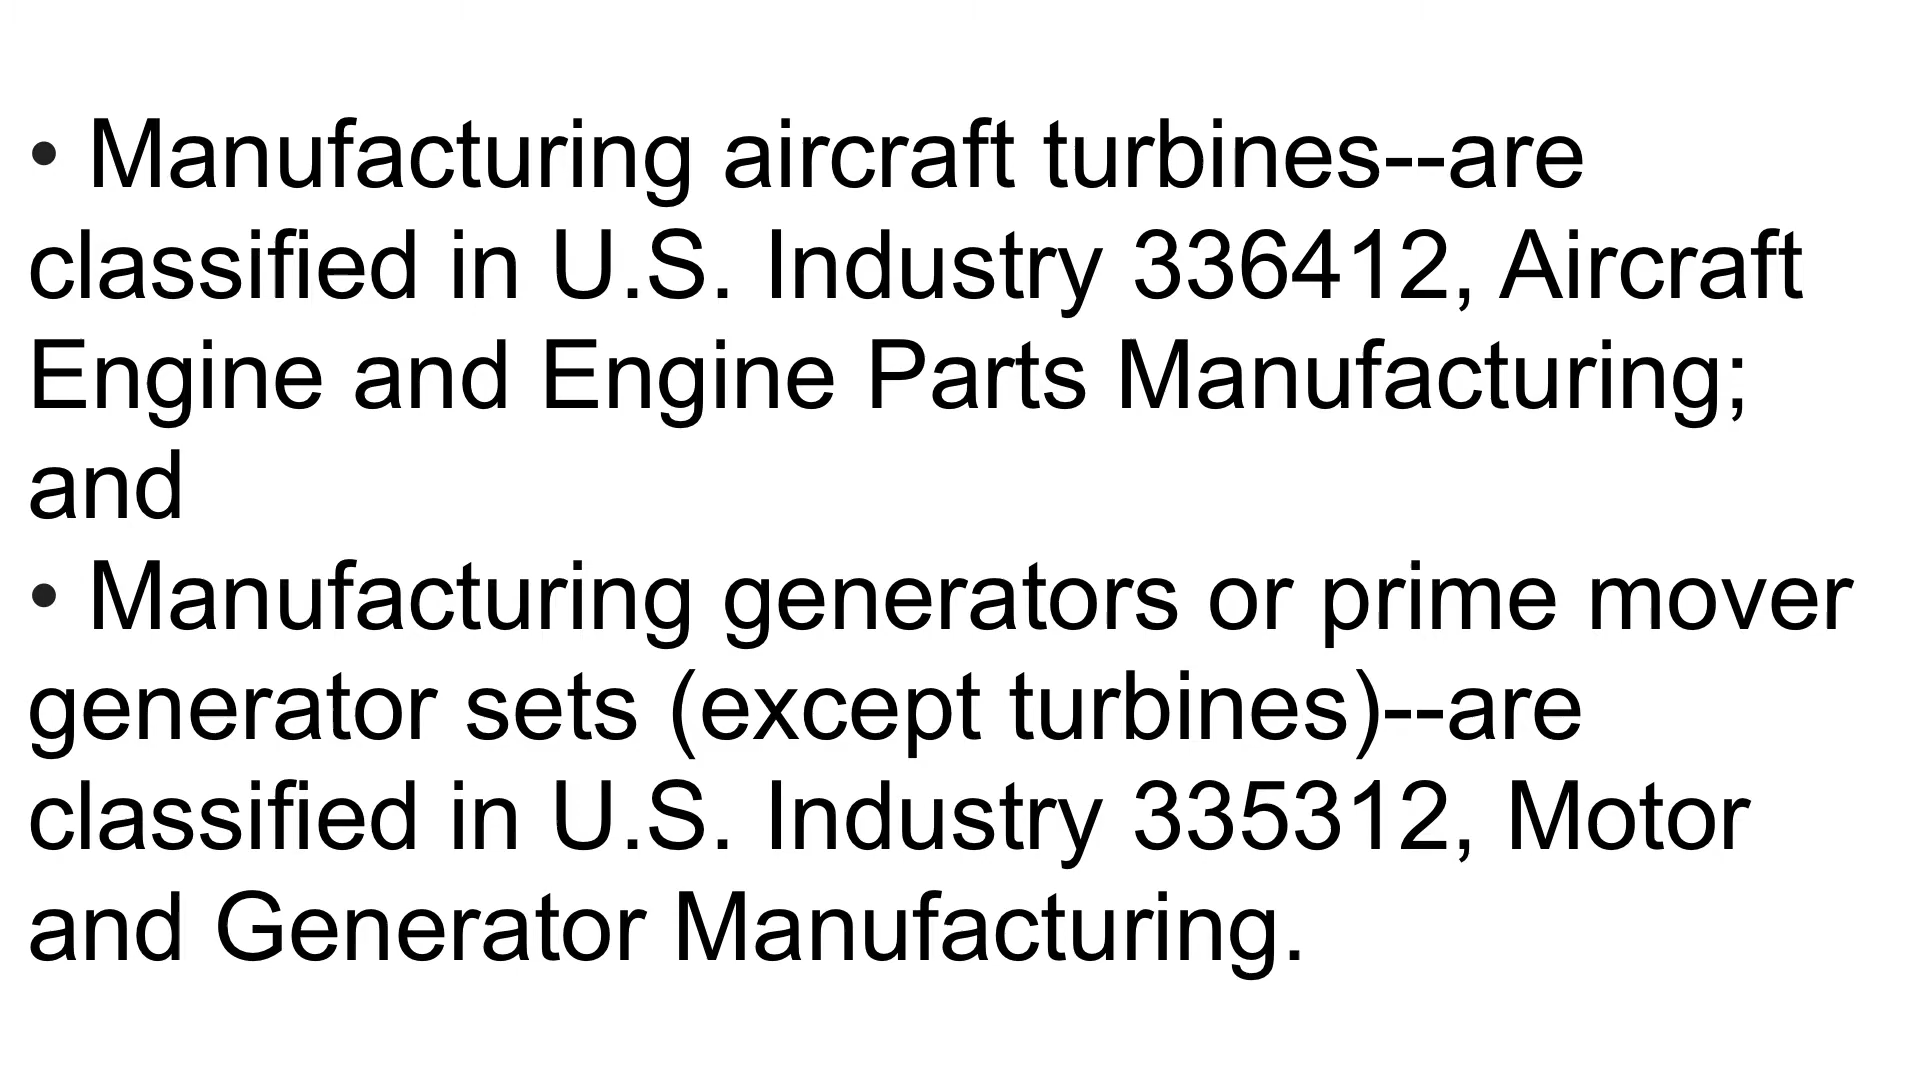 • Manufacturing aircraft turbines--are
classified in U.S. Industry 336412, Aircraft
Engine and Engine Parts Manufacturing;
and
• Manufacturing generators or prime mover
generator sets (except turbines)--are
classified in U.S. Industry 335312, Motor
and Generator Manufacturing.